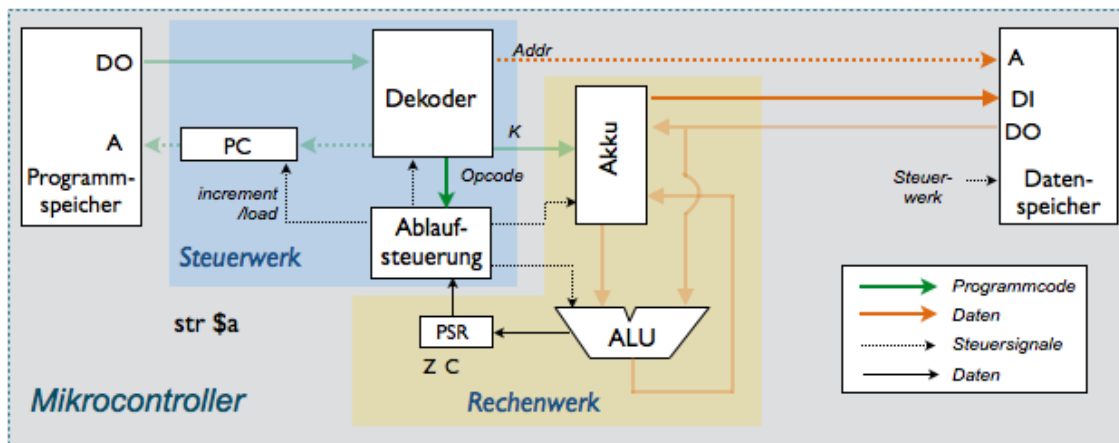 DO
A
Programm-
speicher
PC
increment
/load
Steuerwerk
Dekoder
Addr
K
Opcode
Ablauf-
steuerung
Akku
A
DI
DO
Steuer-
werk
Daten-
speicher
str $a
PSR
Z C
ALU
Rechenwerk
Mikrocontroller
Programmcode
Daten
Steuersignale
Daten